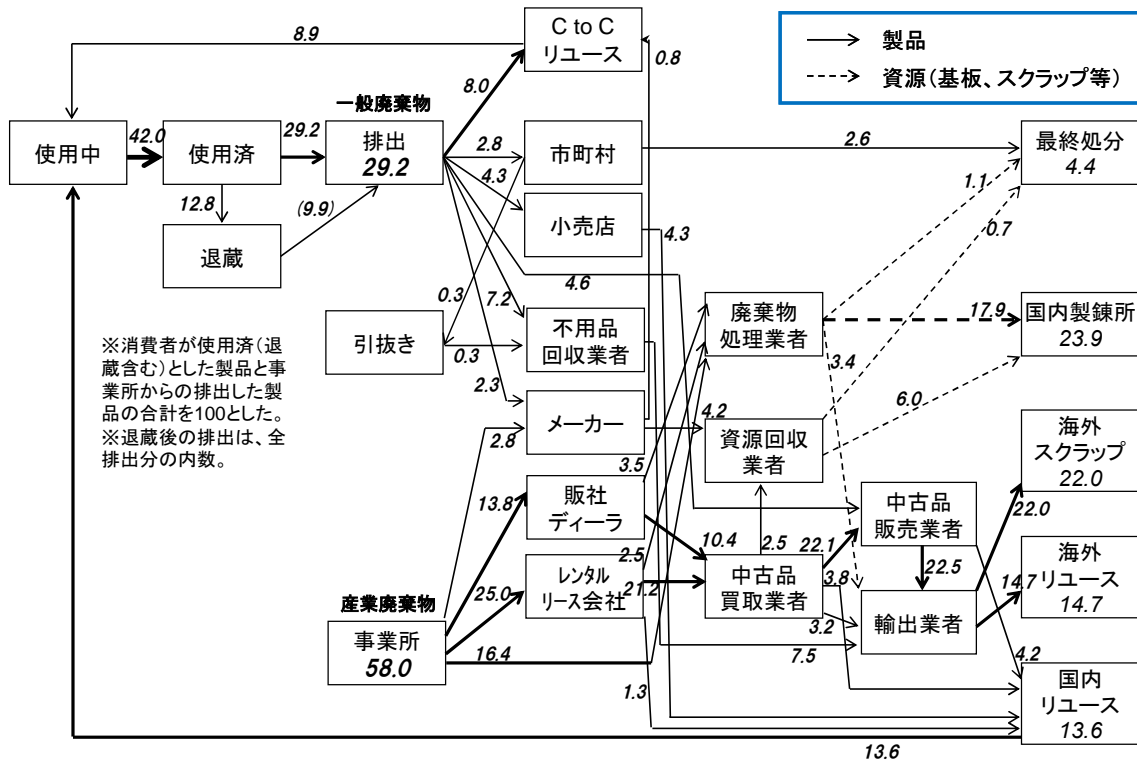 8.9
C to C
リユース
0.8
製品
資源（基板、スクラップ等）
8.0
一般廃棄物
使用中
42.0
使用済
29.2
排出
29.2
2.8
市町村
2.6
最終処分
4.4
4.3
1.1
12.8
(9.9)
退蔵
小売店
4.3
0.7
4.6
7.2
0.3
引抜き
0.3
不用品
回収業者
廃棄物
処理業者
17.9
国内製錬所
23.9
※消費者が使用済（退
蔵含む）とした製品と事
業所からの排出した製
品の合計を100とした。
※退蔵後の排出は、全
排出分の内数。
2.3
3.4
メーカー
2.8
4.2
資源回収
業者
6.0
海外
スクラップ
22.0
3.5
13.8
販社
ディーラ
10.4
2.5
22.1
中古品
販売業者
22.0
22.5
2.5
25.0
レンタル
リース会社
21.2
中古品
買取業者
3.8
3.2
輸出業者
14.7
海外
リユース
14.7
産業廃棄物
事業所
58.0
16.4
7.5
1.3
4.2
国内
リユース
13.6
13.6